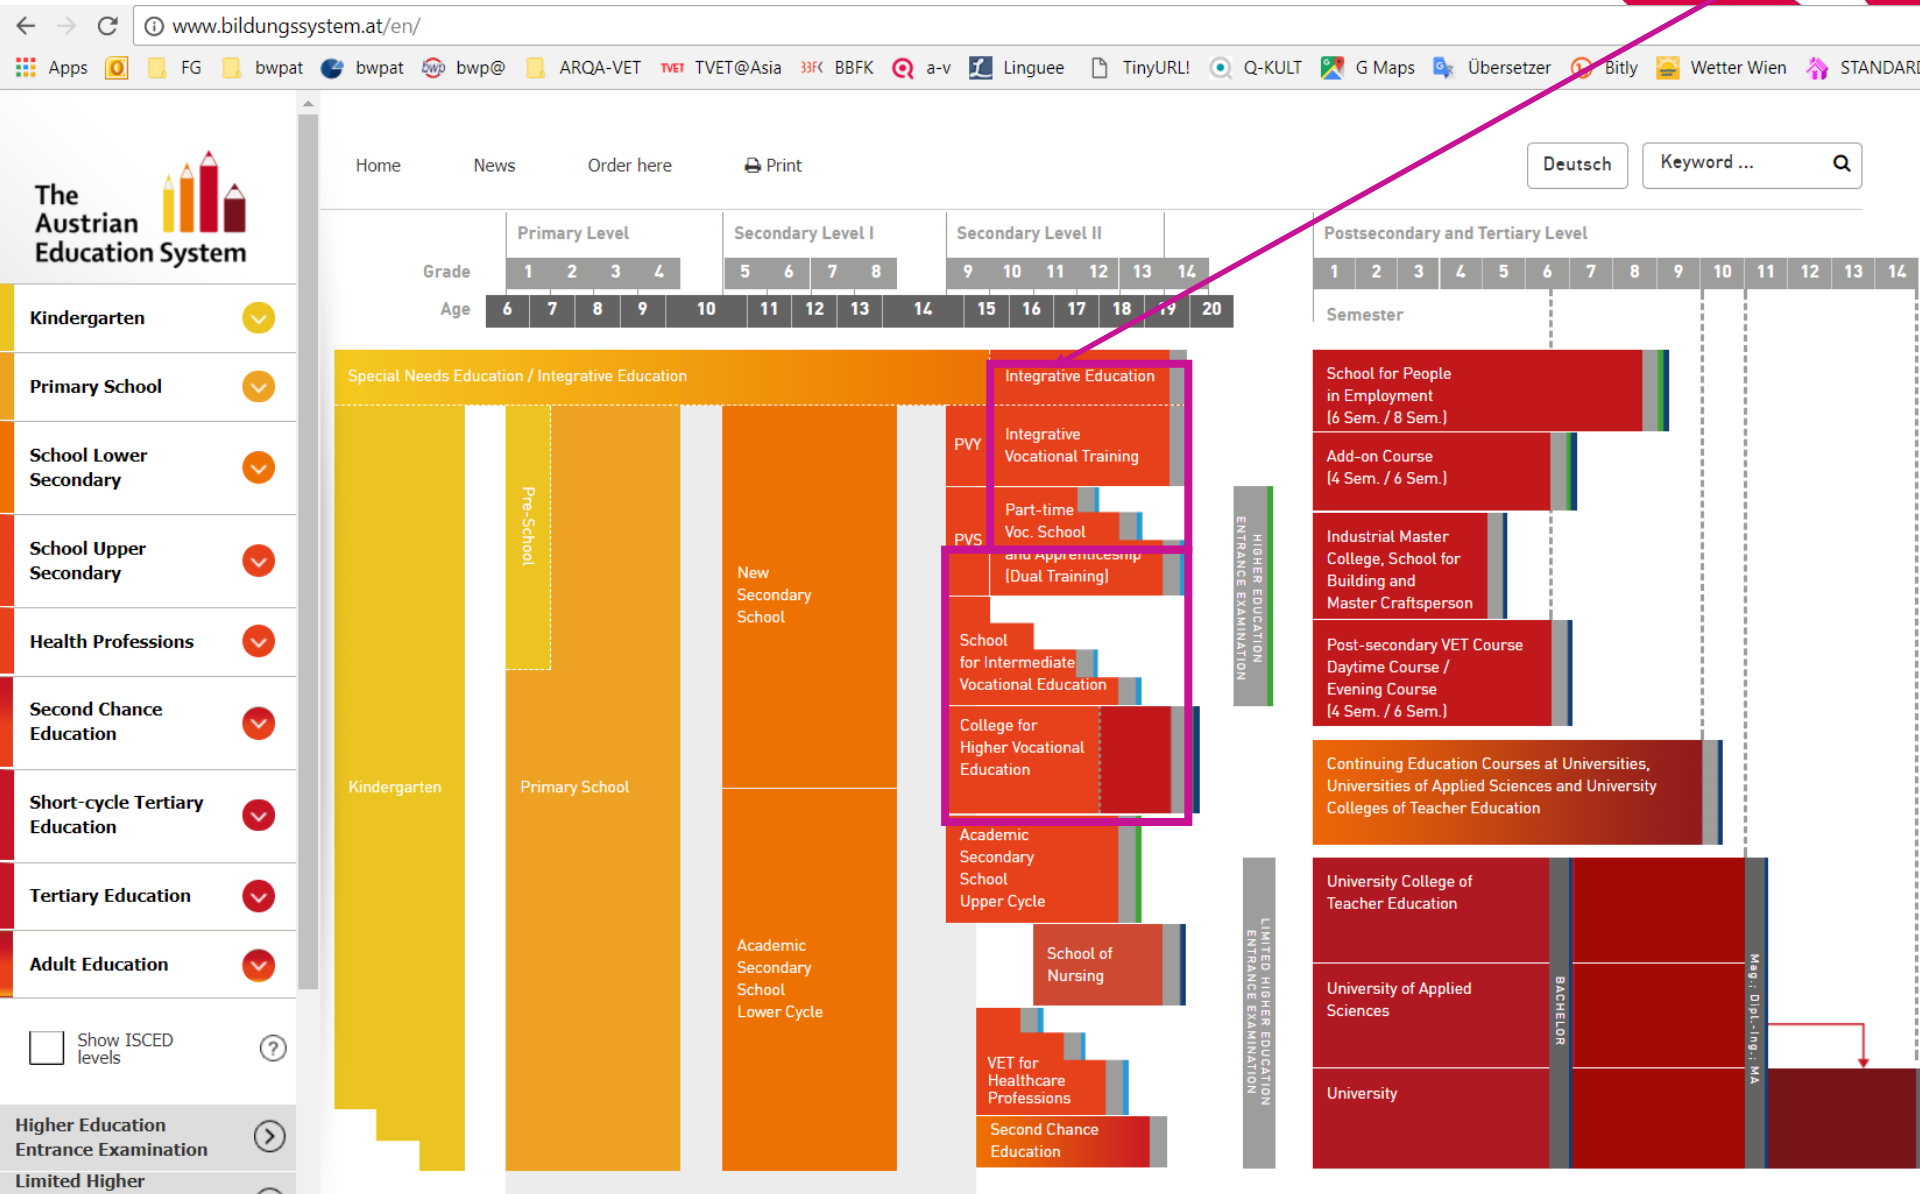 www.bildungssystem.at/en/
Apps
FG
bwpat
bwpat
bwp bwp@
ARQA-VET
TVET TVET@Asia
BBFK
a-v
Linguee
TinyURL!
Q-KULT
G Maps
Übersetzer
Bitly
Wetter Wien
STANDARD
The
Austrian
Education System
Home
News
Order here
Print
Deutsch
Keyword ...
Primary Level
Secondary Level I
Secondary Level II
Postsecondary and Tertiary Level
Grade
1 2 3 4
5 6 7 8
9 10 11 12 13 14
1 2 3 4 5 6 7 8 9 10 11 12 13 14
Age
6 7 8 9 10 11 12 13 14 15 16 17 18 19 20
Semester
Kindergarten
Primary School
School Lower
Secondary
School Upper
Secondary
Health Professions
Second Chance
Education
Short-cycle Tertiary
Education
Tertiary Education
Adult Education
Show ISCED
levels
?
Higher Education
Entrance Examination
Limited Higher
Special Needs Education / Integrative Education
Integrative Education
Kindergarten
Pre-School
Primary School
New
Secondary
School
Academic
Secondary
School
Lower Cycle
PVY
Integrative
Vocational Training
PVS
Part-time
Voc. School
and Apprenticeship
(Dual Training)
School
for Intermediate
Vocational Education
College for
Higher Vocational
Education
Academic
Secondary
School
Upper Cycle
School of
Nursing
VET for
Healthcare
Professions
Second Chance
Education
HIGHER EDUCATION
ENTRANCE EXAMINATION
LIMITED HIGHER EDUCATION
ENTRANCE EXAMINATION
School for People
in Employment
(6 Sem. / 8 Sem.)
Add-on Course
(4 Sem. / 6 Sem.)
Industrial Master
College, School for
Building and
Master Craftsperson
Post-secondary VET Course
Daytime Course /
Evening Course
(4 Sem. / 6 Sem.)
Continuing Education Courses at Universities,
Universities of Applied Sciences and University
Colleges of Teacher Education
University College of
Teacher Education
University of Applied
Sciences
University
BACHELOR
Mag.; Dipl.-Ing.; MA